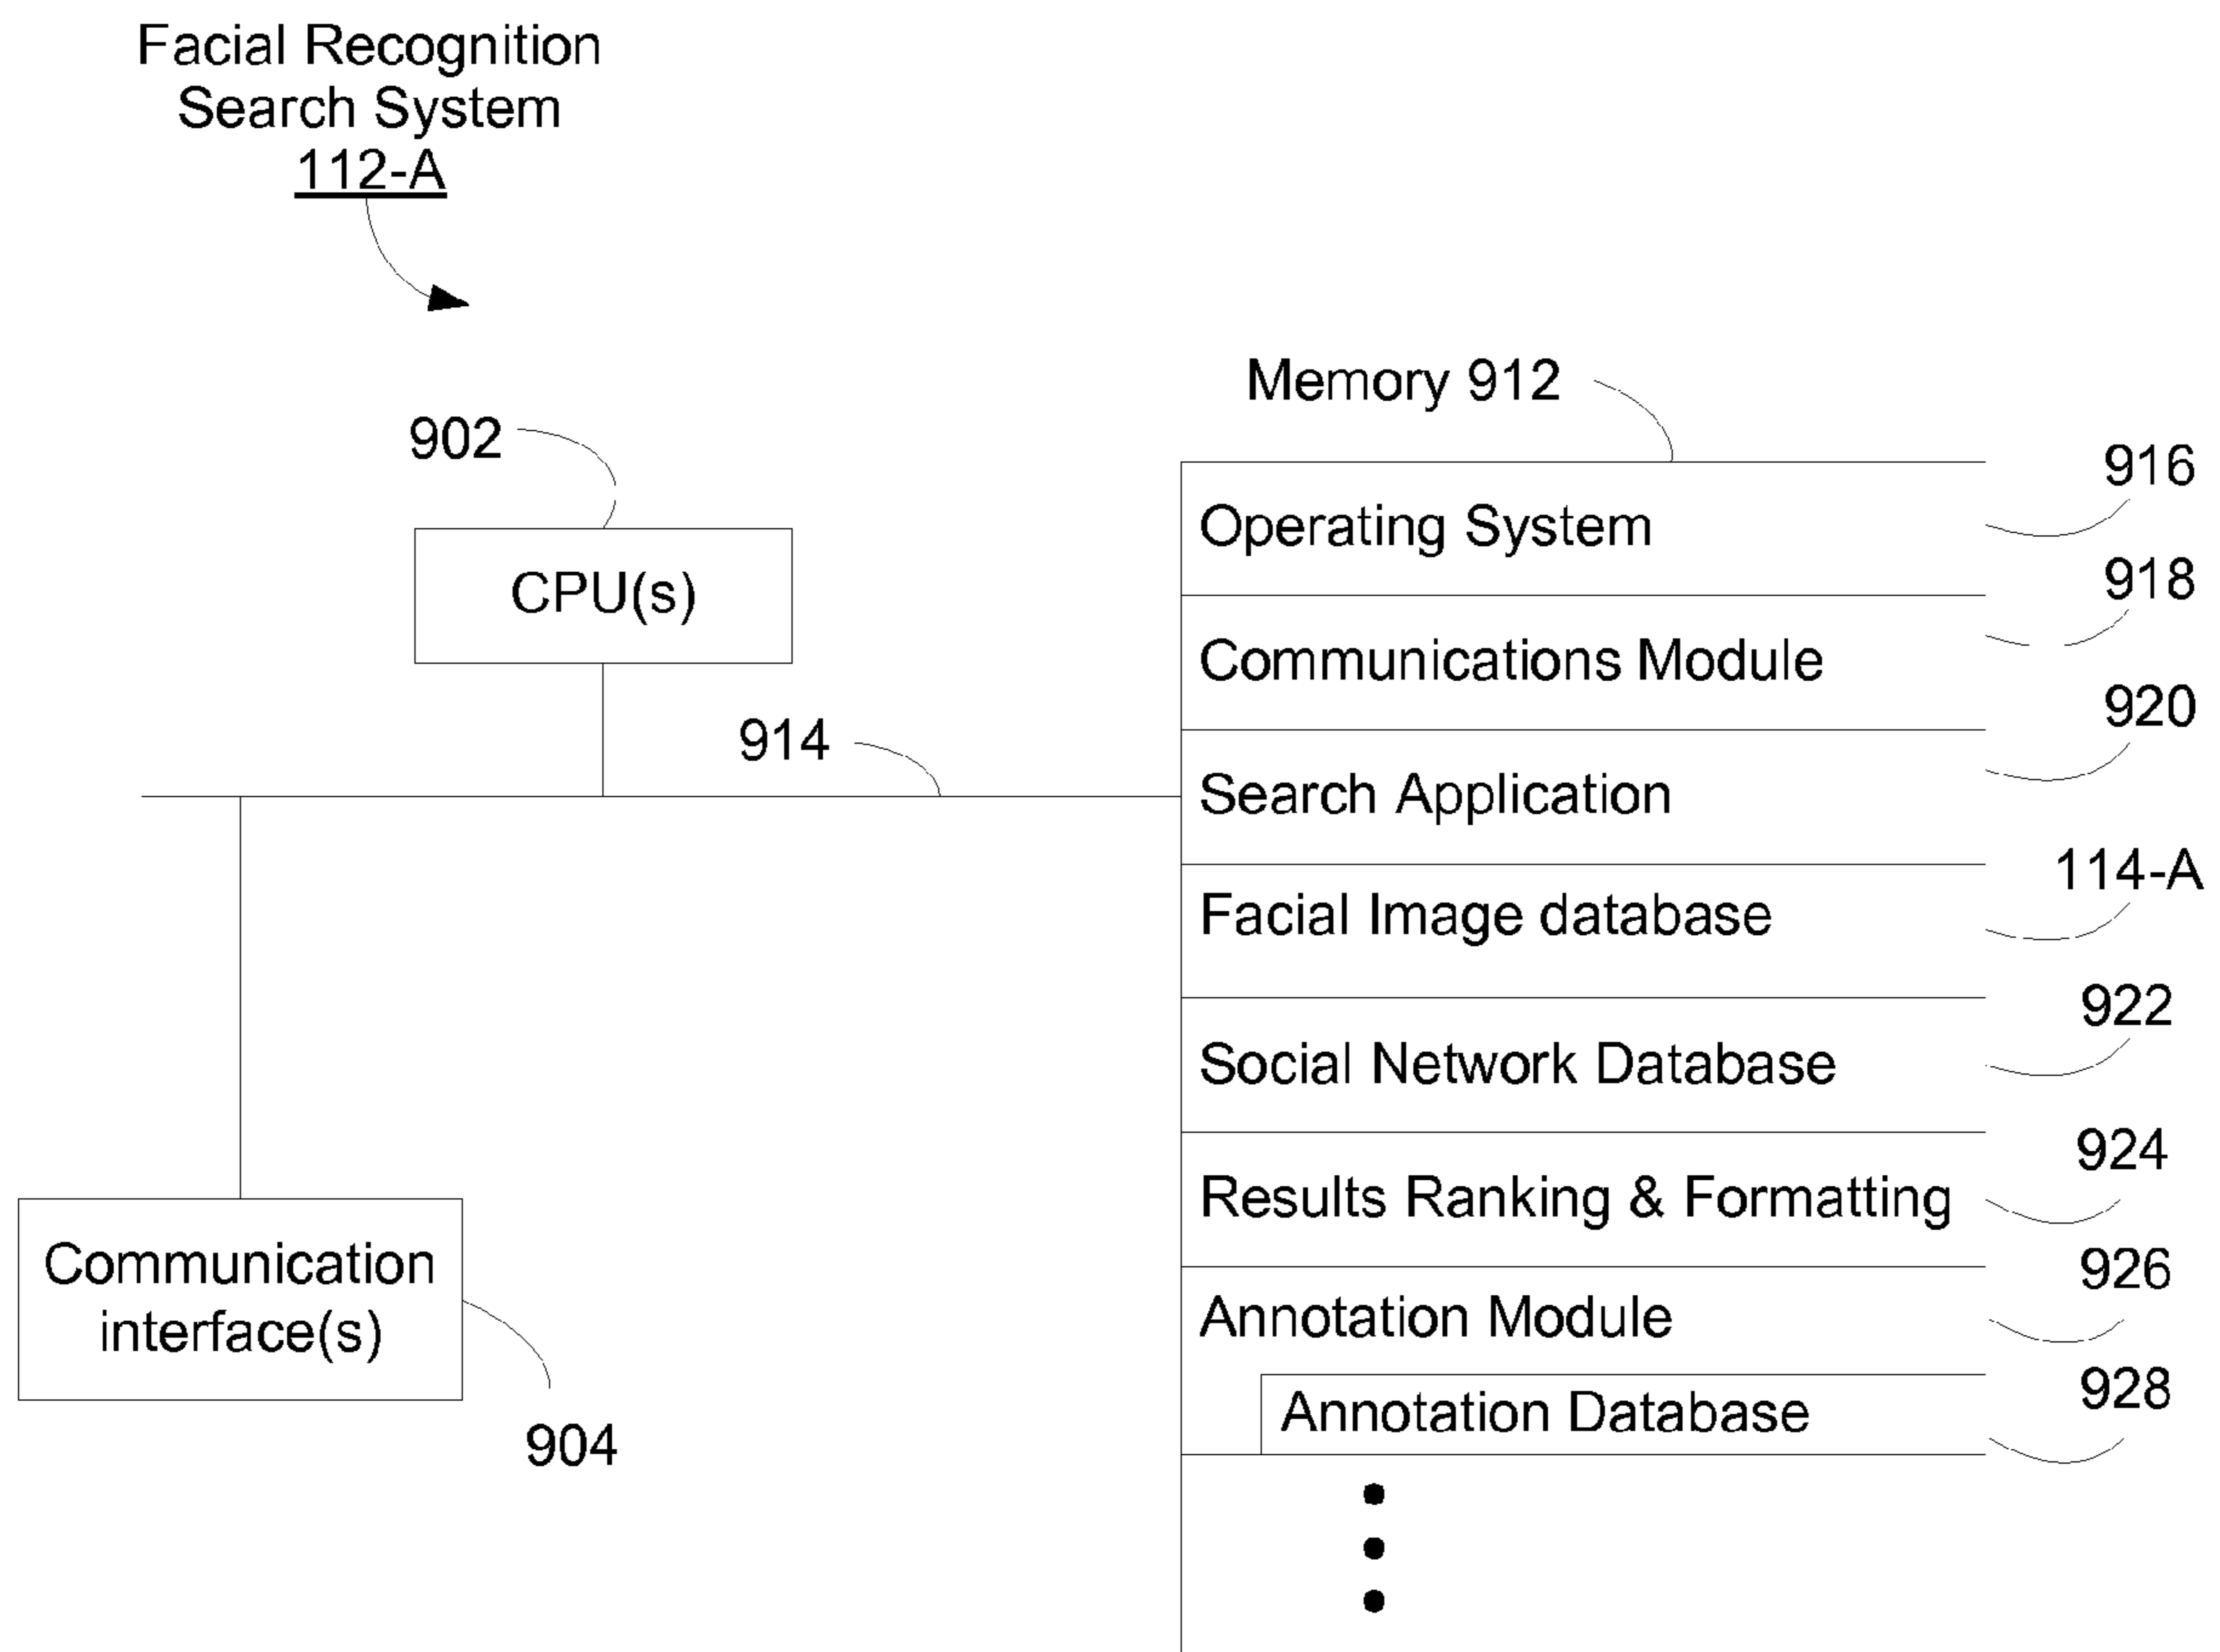 Facial Recognition
Search System
112-A
Memory 912
902
916
Operating System
CPU(s)
918
Communications Module
914
920
Search Application
114-A
Facial Image database
922
Social Network Database
924
Results Ranking & Formatting
Communication
interface(s)
926
Annotation Module
928
Annotation Database
904